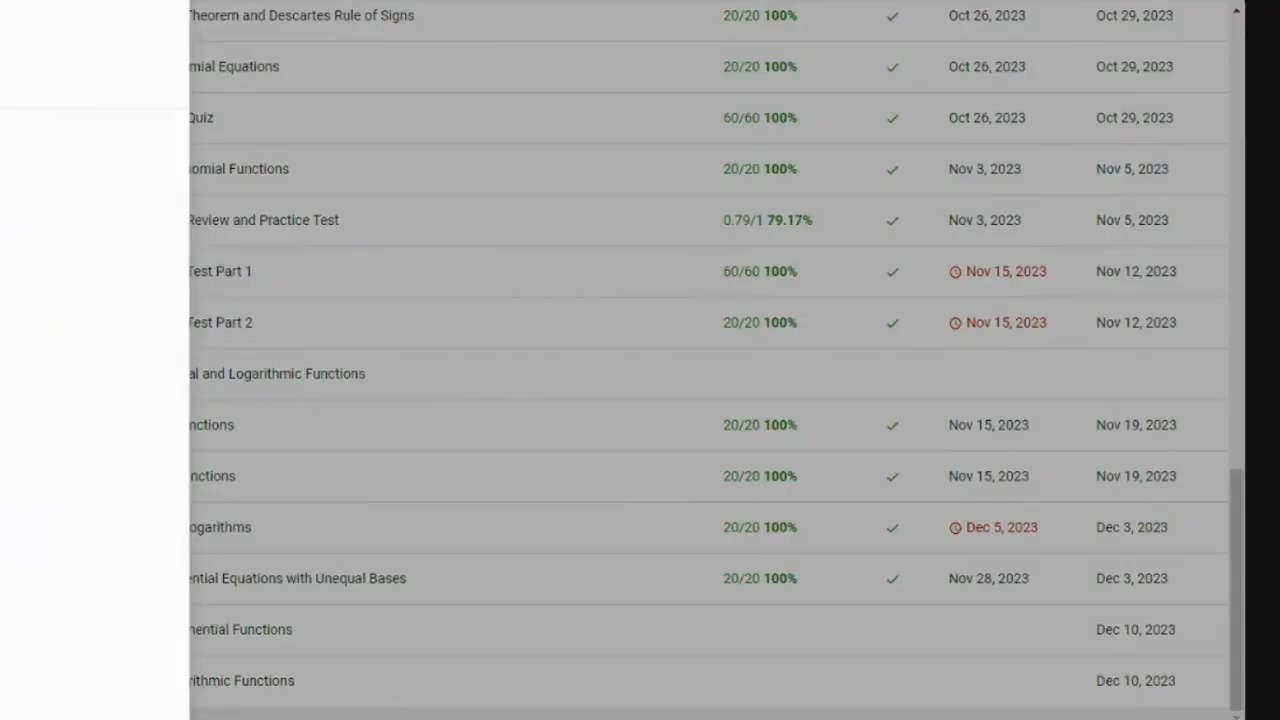 Theorem and Descartes Rule of Signs 20/20 100% ✓ Oct 26, 2023 Oct 29, 2023
mial Equations 20/20 100% ✓ Oct 26, 2023 Oct 29, 2023
Quiz 60/60 100% ✓ Oct 26, 2023 Oct 29, 2023
omial Functions 20/20 100% ✓ Nov 3, 2023 Nov 5, 2023
Review and Practice Test 0.79/1 79.17% ✓ Nov 3, 2023 Nov 5, 2023
Test Part 1 60/60 100% ✓ Nov 15, 2023 Nov 12, 2023
Test Part 2 20/20 100% ✓ Nov 15, 2023 Nov 12, 2023
al and Logarithmic Functions
nctions 20/20 100% ✓ Nov 15, 2023 Nov 19, 2023
nctions 20/20 100% ✓ Nov 15, 2023 Nov 19, 2023
ogarithms 20/20 100% ✓ Dec 5, 2023 Dec 3, 2023
ential Equations with Unequal Bases 20/20 100% ✓ Nov 28, 2023 Dec 3, 2023
nential Functions Dec 10, 2023
rithmic Functions Dec 10, 2023